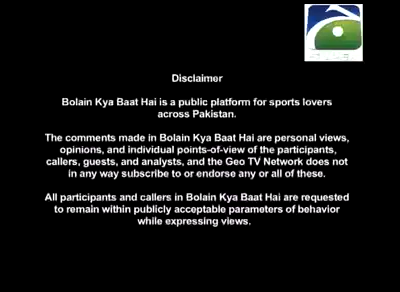 Disclaimer
Bolain Kya Baat Hai is a public platform for sports lovers
across Pakistan.
The comments made in Bolain Kya Baat Hai are personal views,
opinions, and individual points-of-view of the participants,
callers, guests, and analysts, and the Geo TV Network does not
in any way subscribe to or endorse any or all of these.
All participants and callers in Bolain Kya Baat Hai are requested
to remain within publicly acceptable parameters of behavior
while expressing views.